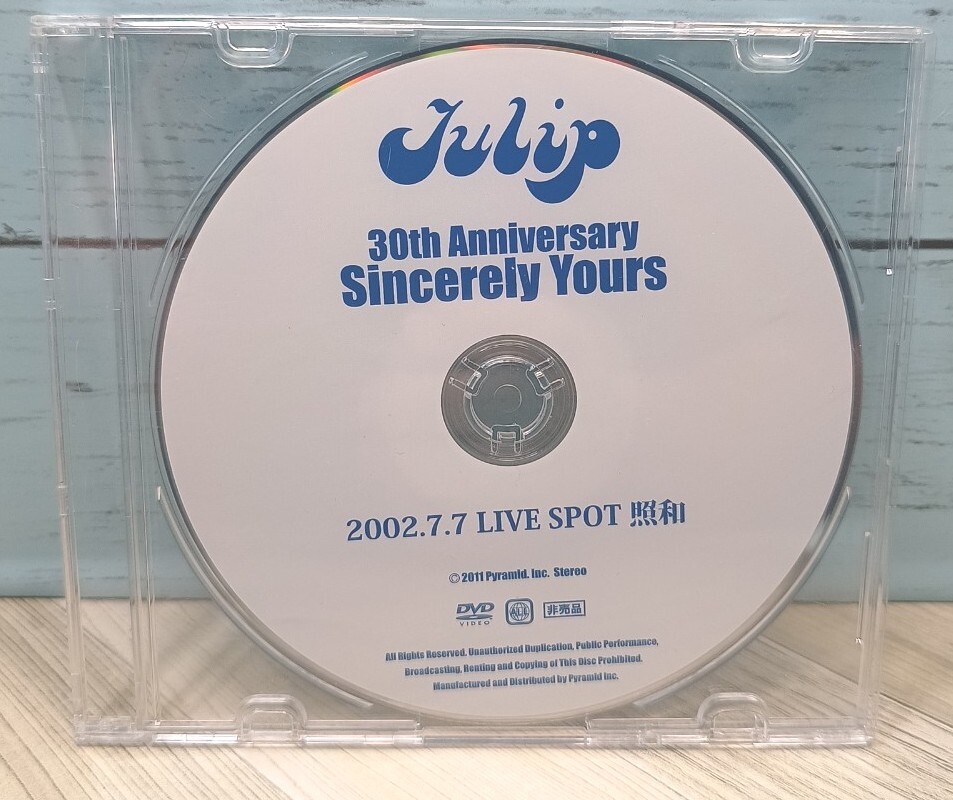 Tulip
30th Anniversary
Sincerely Yours
2002.7.7 LIVE SPOT 照和
© 2011 Pyramid. Inc. Stereo
DVD VIDEO ALL 非売品
All Rights Reserved. Unauthorized Duplication, Public Performance,
Broadcasting, Renting and Copying of This Disc Prohibited.
Manufactured and Distributed by Pyramid Inc.